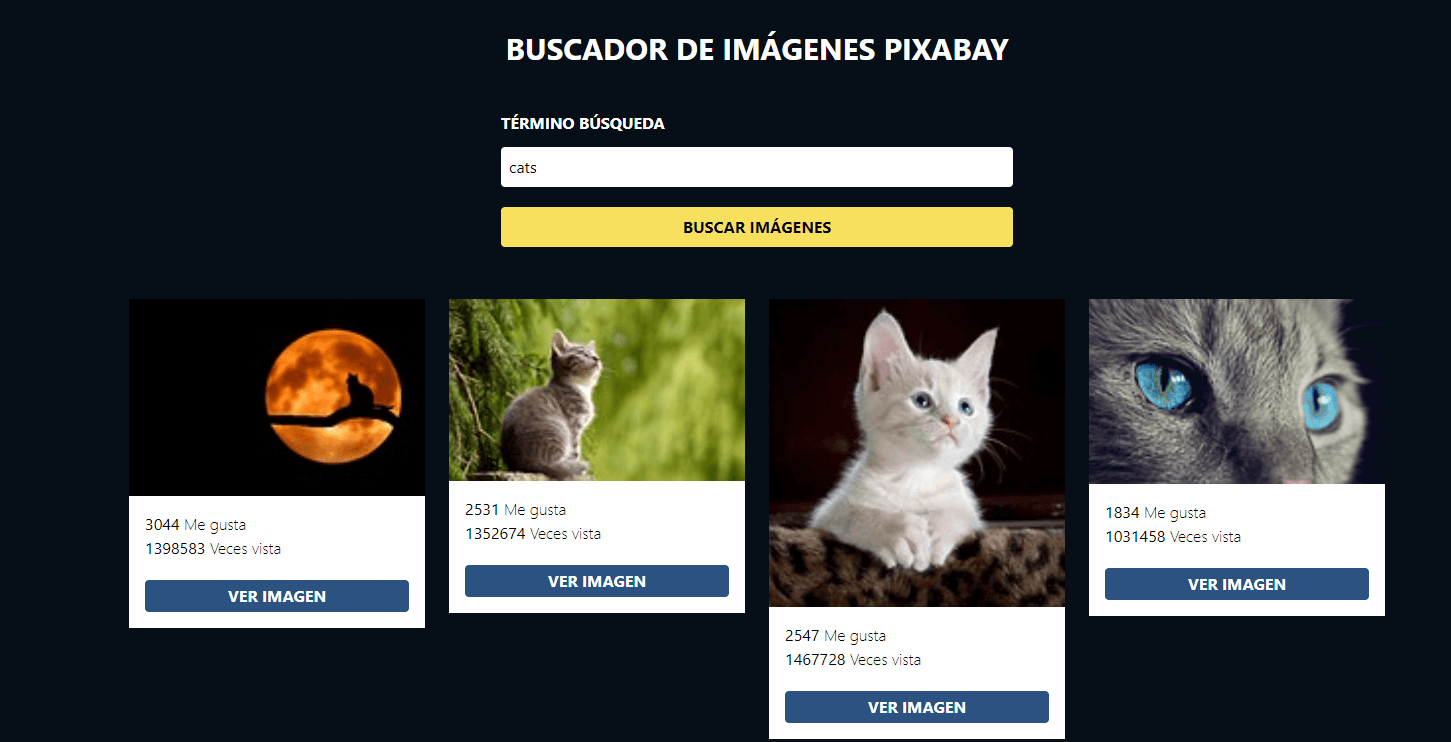 BUSCADOR DE IMÁGENES PIXABAY
TÉRMINO BÚSQUEDA
cats
BUSCAR IMÁGENES
3044 Me gusta
1398583 Veces vista
VER IMAGEN
2531 Me gusta
1352674 Veces vista
VER IMAGEN
2547 Me gusta
1467728 Veces vista
VER IMAGEN
1834 Me gusta
1031458 Veces vista
VER IMAGEN